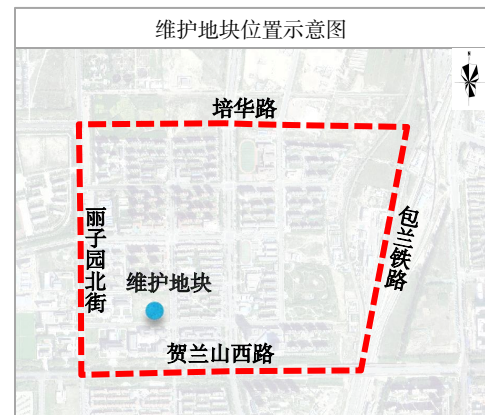 维护地块位置示意图
N
培华路
丽子园北街
包兰铁路
维护地块
贺兰山西路